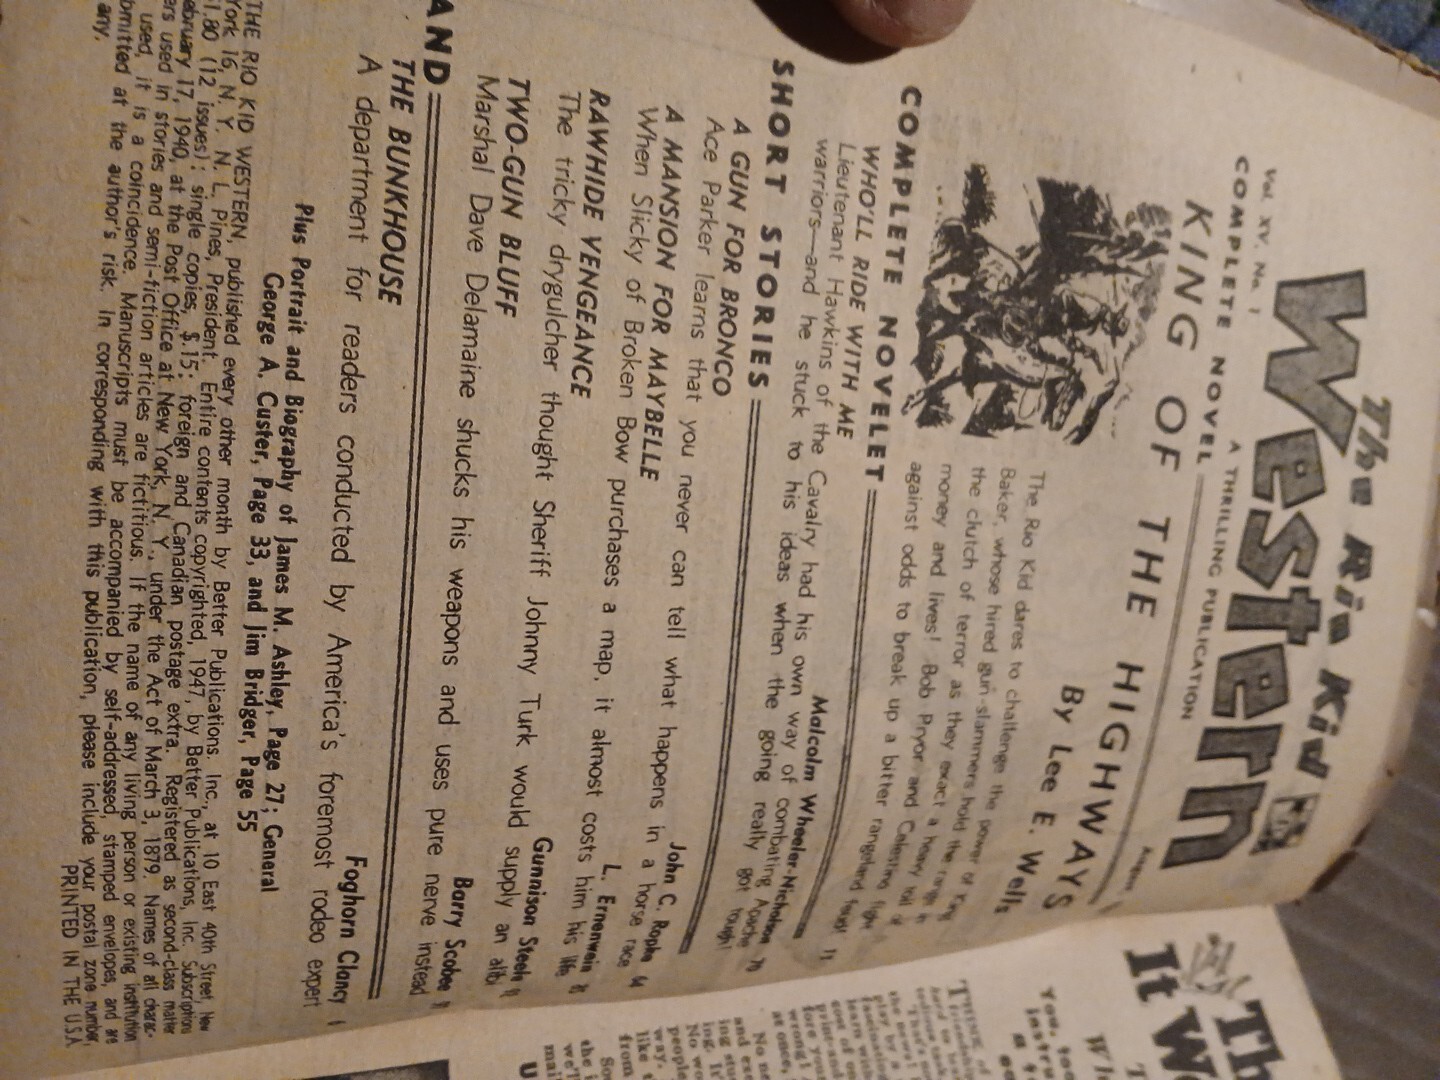 The Rio Kid
Western
Vol. XV, No. 1
A THRILLING PUBLICATION
COMPLETE NOVEL
KING OF THE HIGHWAYS
By Lee E. Wells
The Rio Kid dares to challenge the power of King
Baker, whose hired gun-slammers hold the range in
the clutch of terror as they exact a heavy toll of
money and lives! Bob Pryor and Celestino fight
against odds to break up a bitter rangeland feud! 11
COMPLETE NOVELET
WHO'LL RIDE WITH ME
Malcolm Wheeler-Nicholson
Lieutenant Hawkins of the Cavalry had his own way of combating Apache
warriors—and he stuck to his ideas when the going really got tough!
SHORT STORIES
A GUN FOR BRONCO
John C. Ropke
Ace Parker learns that you never can tell what happens in a horse race
A MANSION FOR MAYBELLE
L. Ernenwein
When Slicky of Broken Bow purchases a map, it almost costs him his life
RAWHIDE VENGEANCE
Gunnison Steele
The tricky drygulcher thought Sheriff Johnny Turk would supply an alibi
TWO-GUN BLUFF
Barry Scobee
Marshal Dave Delamaine shucks his weapons and uses pure nerve instead
AND
THE BUNKHOUSE
Foghorn Clancy
A department for readers conducted by America's foremost rodeo expert
Plus Portrait and Biography of James M. Ashley, Page 27; General
George A. Custer, Page 33, and Jim Bridger, Page 55
THE RIO KID WESTERN, published every other month by Better Publications, Inc., at 10 East 40th Street, New
York 16, N. Y. N. L. Pines, President. Entire contents copyrighted, 1947, by Better Publications, Inc. Subscriptions
$1.80 (12 issues); single copies, $.15; foreign and Canadian postage extra. Registered as second-class matter
February 17, 1940, at the Post Office at New York, N. Y., under the Act of March 3, 1879. Names of all charac-
ers used in stories and semi-fiction articles are fictitious. If the name of any living person or existing institution
used, it is a coincidence. Manuscripts must be accompanied by self-addressed, stamped envelopes, and are
bmitted at the author's risk. In corresponding with this publication, please include your postal zone number,
any.
PRINTED IN THE U.S.A.
It W